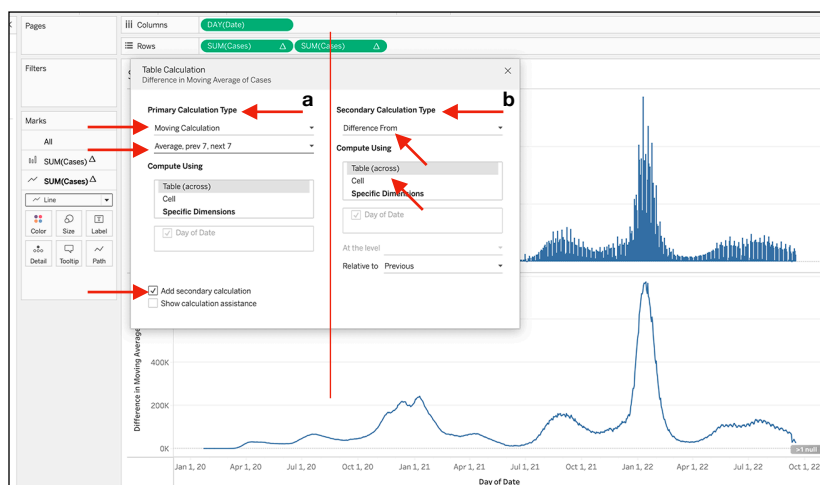 Pages
Columns
DAY(Date)
Rows
SUM(Cases)
SUM(Cases)
Filters
Marks
All
SUM(Cases)
SUM(Cases)
Line
Color
Size
Label
Detail
Tooltip
Path
Table Calculation
Difference in Moving Average of Cases
a
b
Primary Calculation Type
Moving Calculation
Average, prev 7, next 7
Compute Using
Table (across)
Cell
Specific Dimensions
Day of Date
Add secondary calculation
Show calculation assistance
Secondary Calculation Type
Difference From
Compute Using
Table (across)
Cell
Specific Dimensions
Day of Date
At the level
Relative to Previous
Difference in Moving Average
400K
200K
0K
>1 null
Jan 1, 20
Apr 1, 20
Jul 1, 20
Oct 1, 20
Jan 1, 21
Apr 1, 21
Jul 1, 21
Oct 1, 21
Jan 1, 22
Apr 1, 22
Jul 1, 22
Oct 1, 22
Day of Date